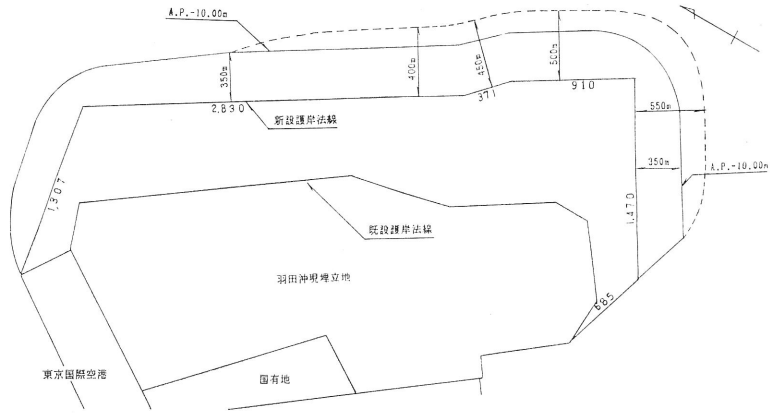 A.P.-10.00m
350m
400m
450m
500m
2,830
371
910
新設護岸法線
550m
350m
A.P.-10.00m
1,307
1,470
既設護岸法線
羽田沖現埋立地
685
東京国際空港
国有地